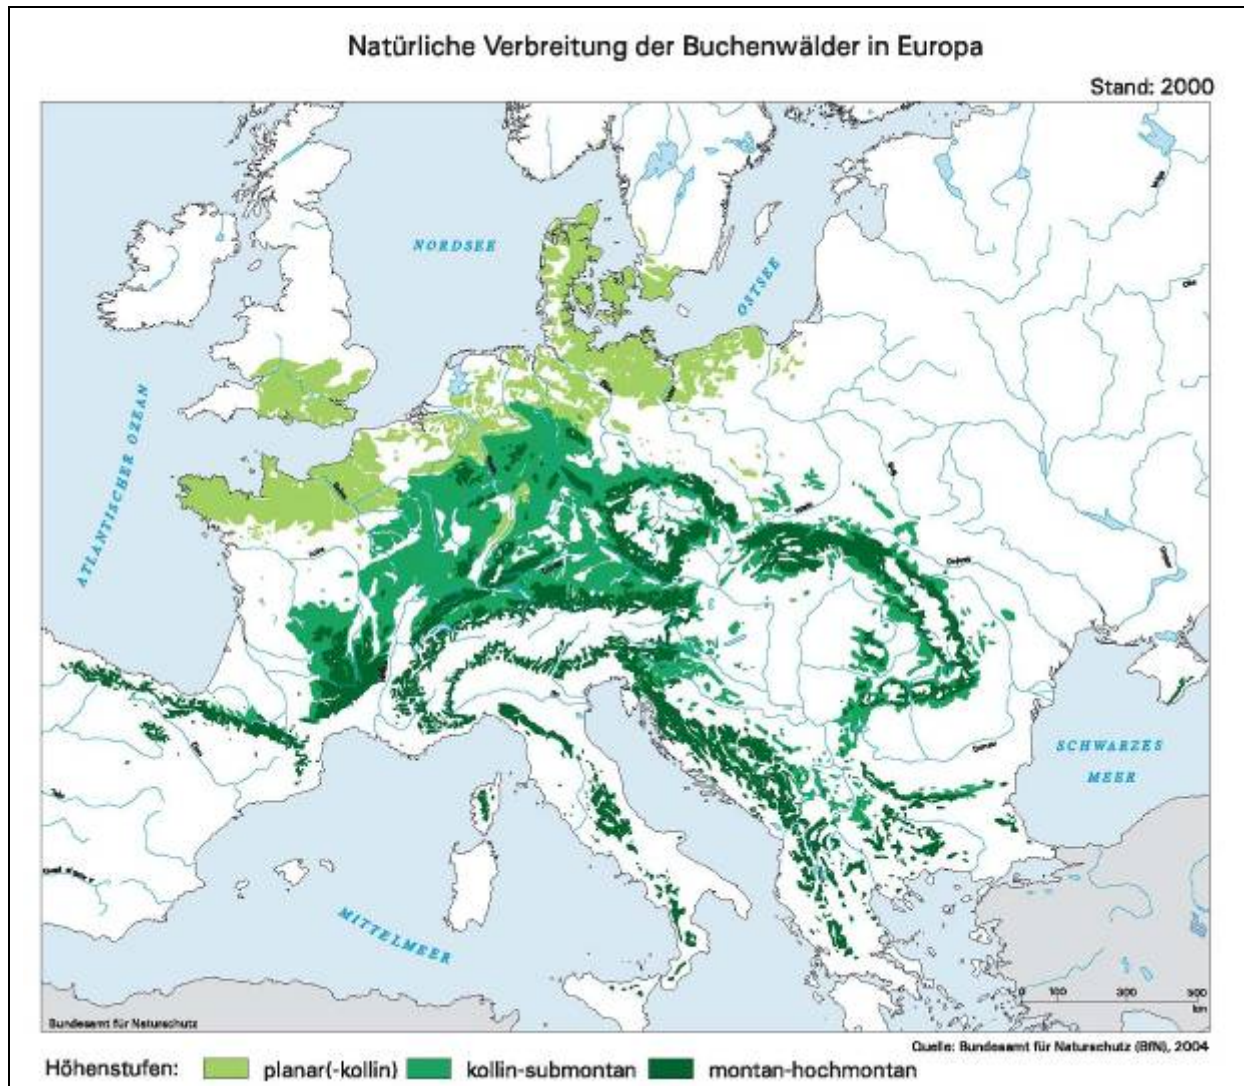 Natürliche Verbreitung der Buchenwälder in Europa
Stand: 2000
NORDSEE
OSTSEE
ATLANTISCHER OZEAN
SCHWARZES
MEER
MITTELMEER
0 100 300 500
km
Bundesamt für Naturschutz
Quelle: Bundesamt für Naturschutz (BfN), 2004
Höhenstufen: planar(-kollin) kollin-submontan montan-hochmontan